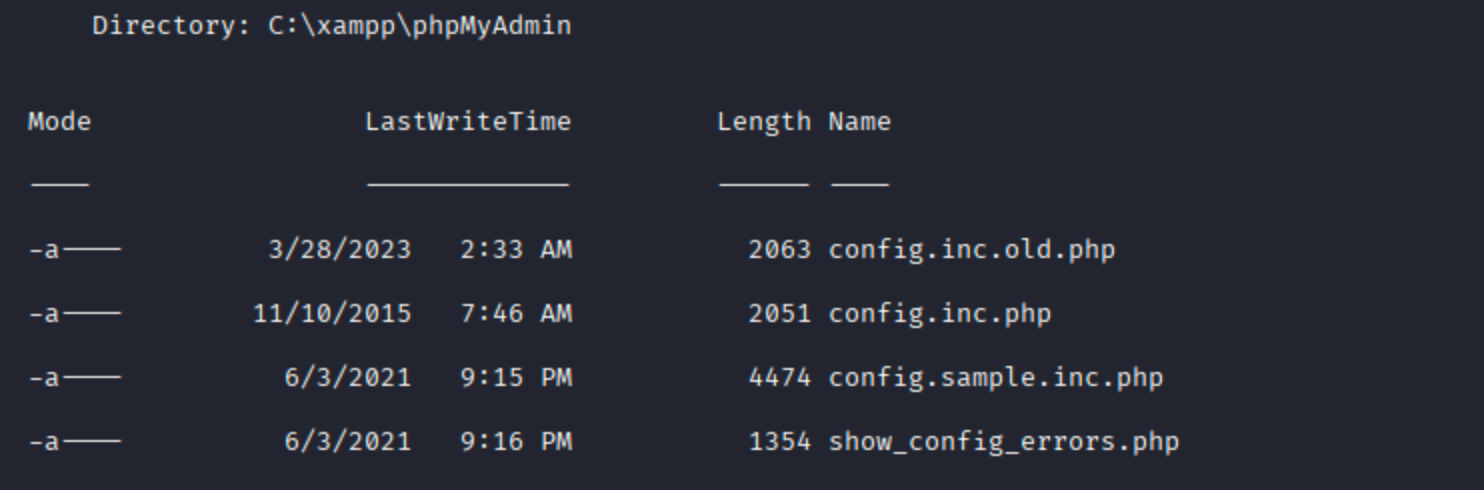 Directory: C:\xampp\phpMyAdmin
Mode LastWriteTime Length Name
---- ------------- ------ ----
-a---- 3/28/2023 2:33 AM 2063 config.inc.old.php
-a---- 11/10/2015 7:46 AM 2051 config.inc.php
-a---- 6/3/2021 9:15 PM 4474 config.sample.inc.php
-a---- 6/3/2021 9:16 PM 1354 show_config_errors.php